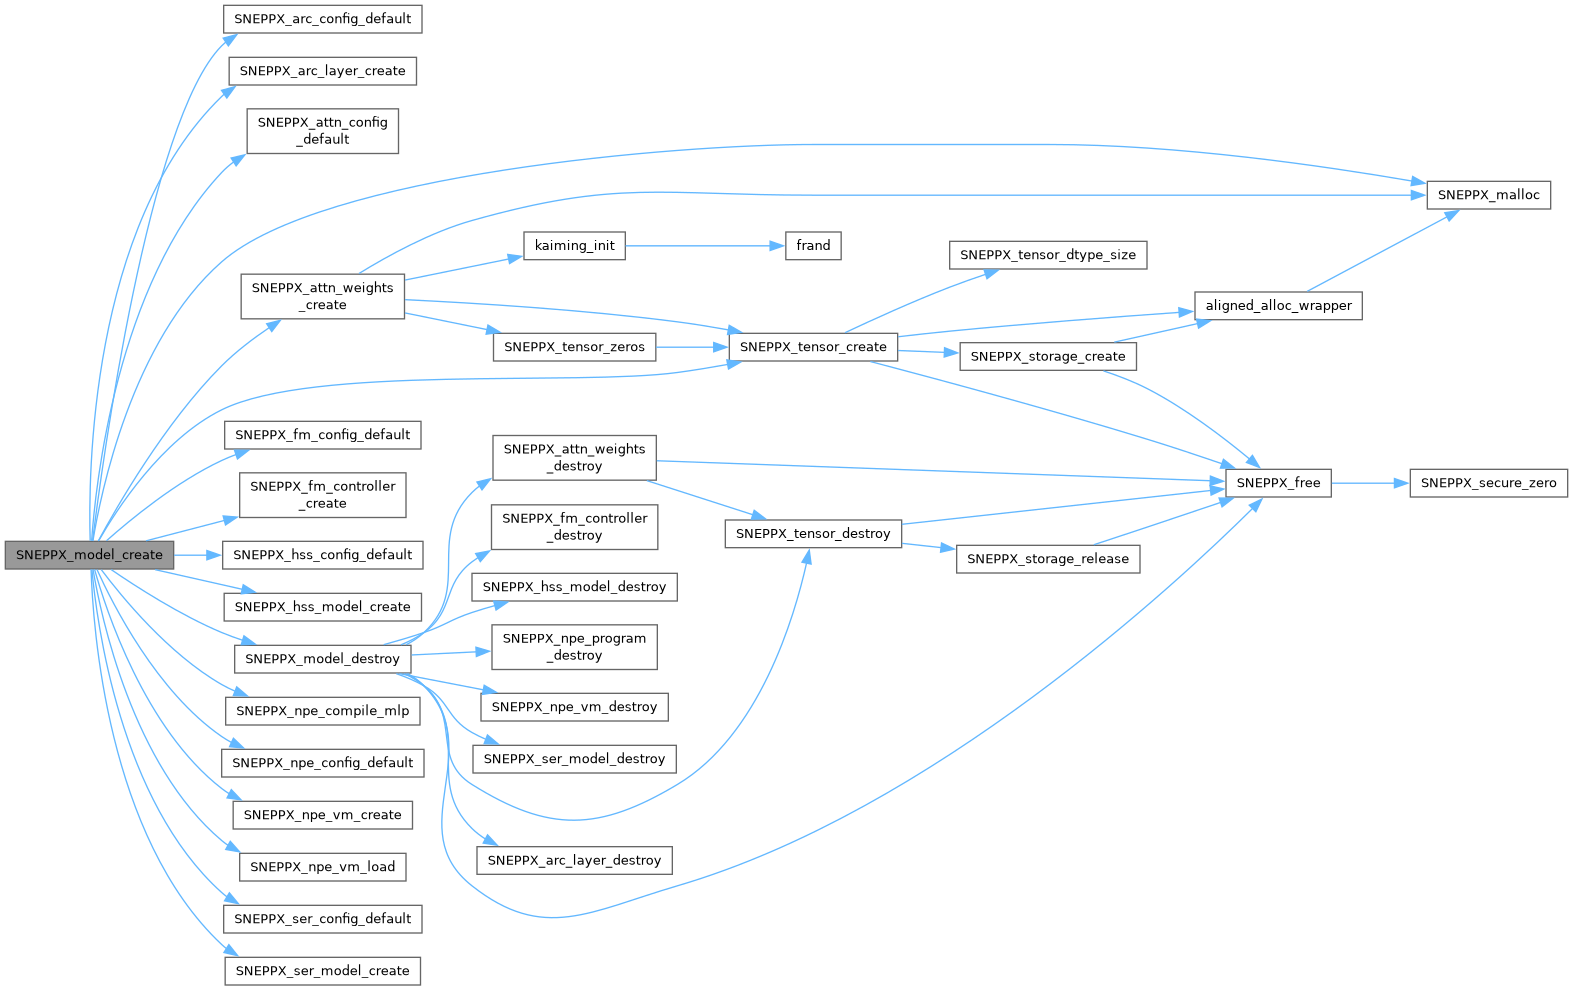 SNEPPX_arc_config_default
SNEPPX_arc_layer_create
SNEPPX_attn_config
_default
SNEPPX_malloc
kaiming_init
frand
SNEPPX_tensor_dtype_size
SNEPPX_attn_weights
_create
aligned_alloc_wrapper
SNEPPX_tensor_zeros
SNEPPX_tensor_create
SNEPPX_storage_create
SNEPPX_fm_config_default
SNEPPX_attn_weights
_destroy
SNEPPX_free
SNEPPX_secure_zero
SNEPPX_fm_controller
_create
SNEPPX_fm_controller
_destroy
SNEPPX_tensor_destroy
SNEPPX_model_create
SNEPPX_hss_config_default
SNEPPX_storage_release
SNEPPX_hss_model_destroy
SNEPPX_hss_model_create
SNEPPX_npe_program
_destroy
SNEPPX_model_destroy
SNEPPX_npe_vm_destroy
SNEPPX_npe_compile_mlp
SNEPPX_ser_model_destroy
SNEPPX_npe_config_default
SNEPPX_npe_vm_create
SNEPPX_arc_layer_destroy
SNEPPX_npe_vm_load
SNEPPX_ser_config_default
SNEPPX_ser_model_create